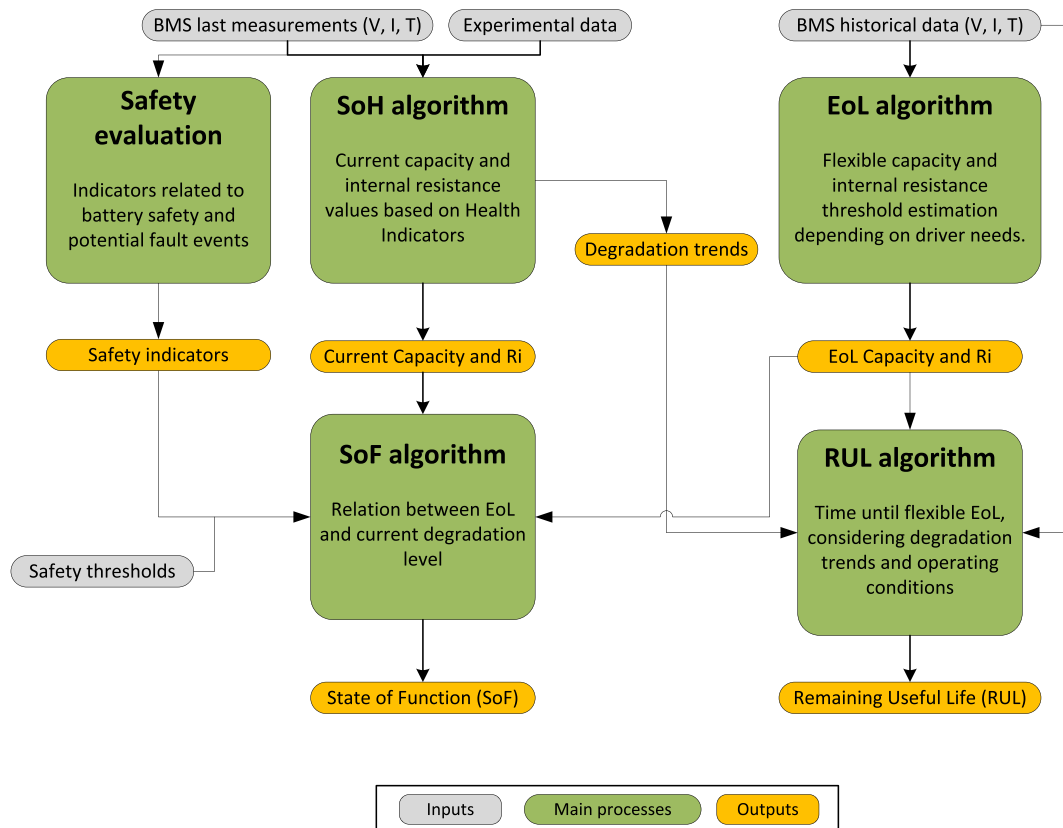 BMS last measurements (V, I, T)
Experimental data
BMS historical data (V, I, T)
Safety
evaluation
Indicators related to
battery safety and
potential fault events
SoH algorithm
Current capacity and
internal resistance
values based on Health
Indicators
EoL algorithm
Flexible capacity and
internal resistance
threshold estimation
depending on driver needs.
Degradation trends
Safety indicators
Current Capacity and Ri
EoL Capacity and Ri
SoF algorithm
Relation between EoL
and current degradation
level
RUL algorithm
Time until flexible EoL,
considering degradation
trends and operating
conditions
Safety thresholds
State of Function (SoF)
Remaining Useful Life (RUL)
Inputs
Main processes
Outputs